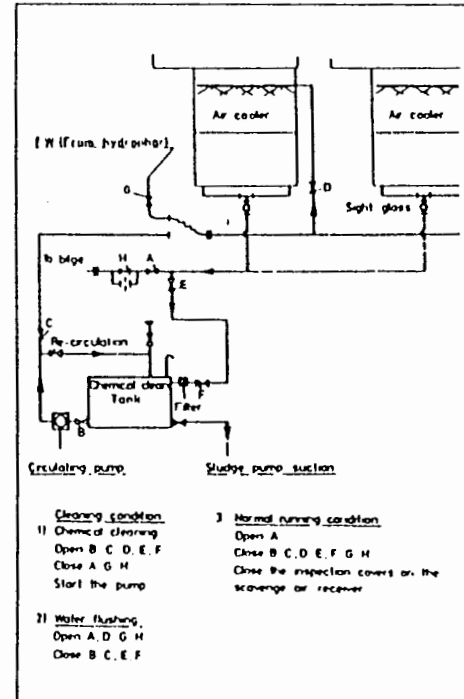 Air cooler
Air cooler
F.W (from hydrophor)
G
D
Sight glass
To bilge
H
A
E
C
Re-circulation
Chemical clean
Tank
Filter
F
B
Circulating pump
Sludge pump suction
Cleaning condition
1) Chemical cleaning
Open B C D, E, F
Close A G H
Start the pump
2) Water flushing
Open A, D G H
Close B C, E, F
3 Normal running condition
Open A
Close B C, D E, F G H
Close the inspection covers on the
scavenge air receiver